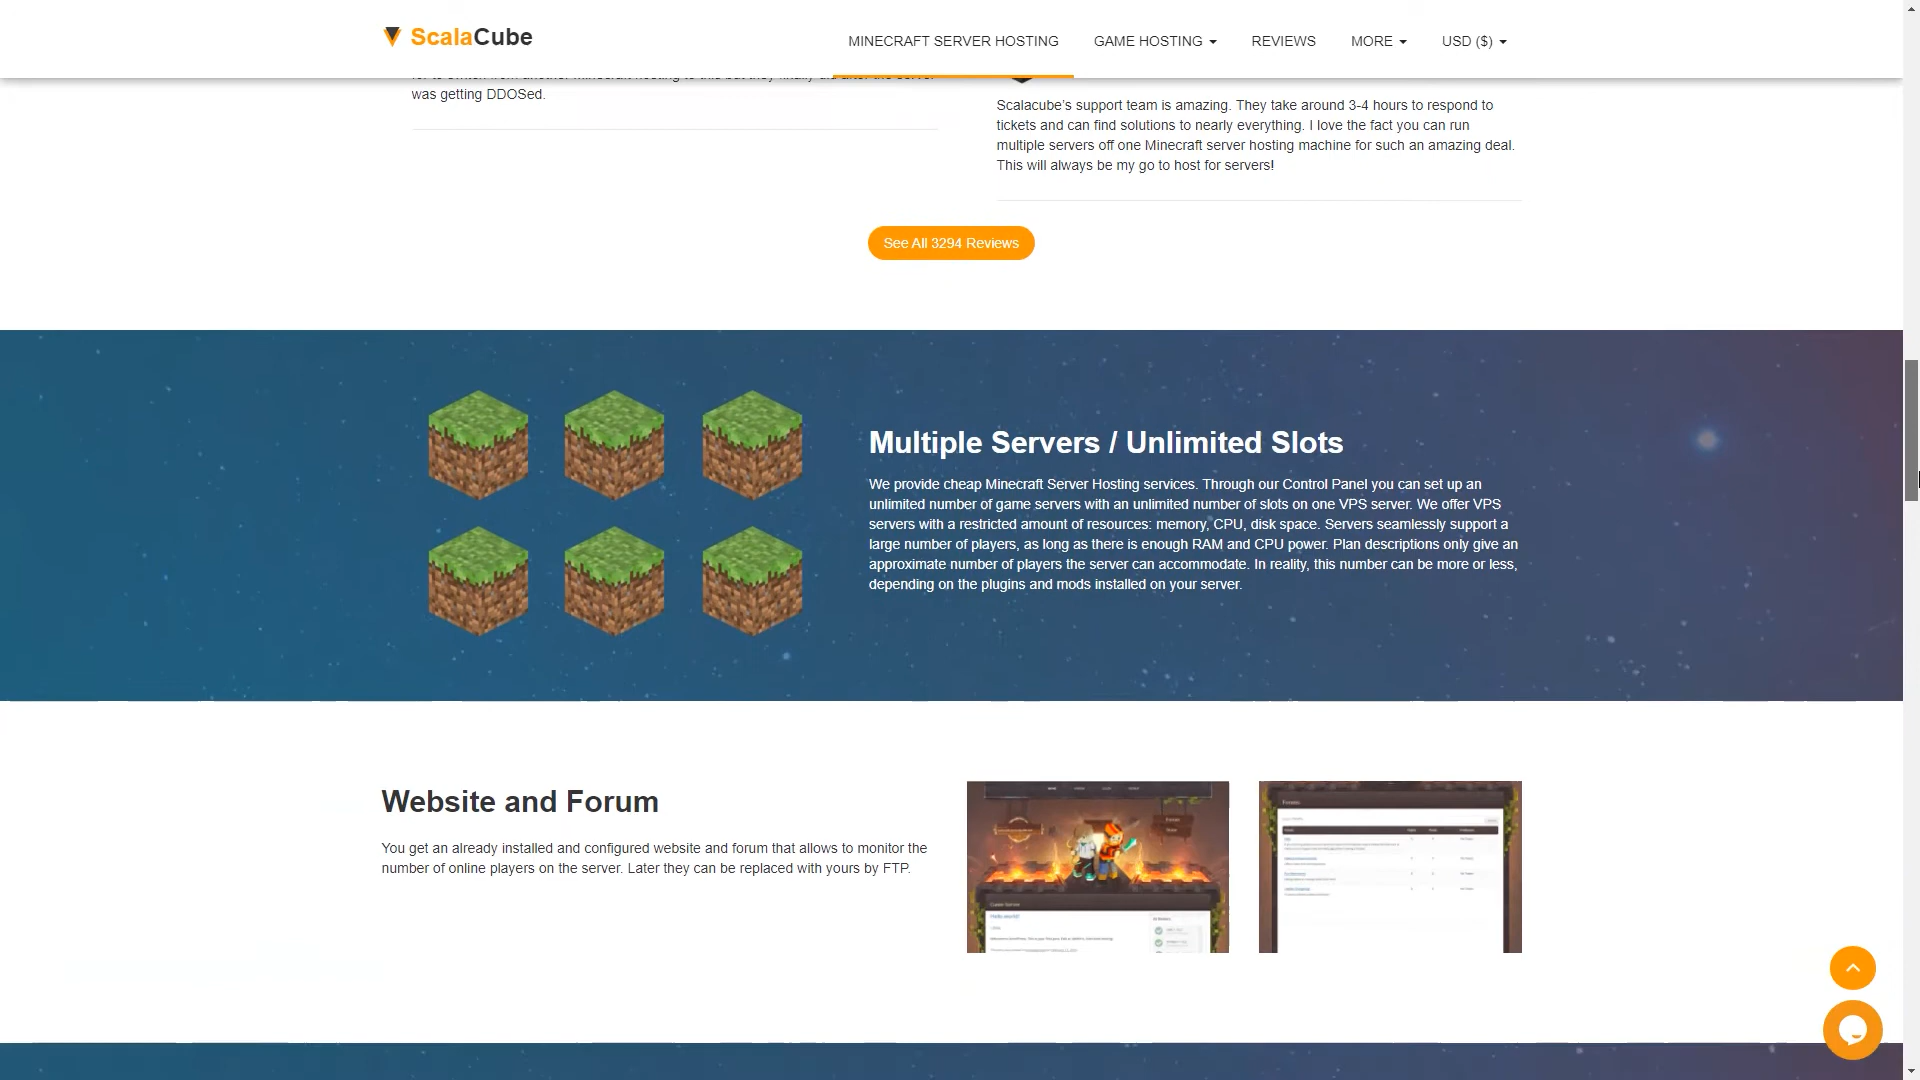 ScalaCube
MINECRAFT SERVER HOSTING
GAME HOSTING
REVIEWS
MORE
USD ($)
was getting DDOSed.
Scalacube's support team is amazing. They take around 3-4 hours to respond to
tickets and can find solutions to nearly everything. I love the fact you can run
multiple servers off one Minecraft server hosting machine for such an amazing deal.
This will always be my go to host for servers!
See All 3294 Reviews
Multiple Servers / Unlimited Slots
We provide cheap Minecraft Server Hosting services. Through our Control Panel you can set up an
unlimited number of game servers with an unlimited number of slots on one VPS server. We offer VPS
servers with a restricted amount of resources: memory, CPU, disk space. Servers seamlessly support a
large number of players, as long as there is enough RAM and CPU power. Plan descriptions only give an
approximate number of players the server can accommodate. In reality, this number can be more or less,
depending on the plugins and mods installed on your server.
Website and Forum
You get an already installed and configured website and forum that allows to monitor the
number of online players on the server. Later they can be replaced with yours by FTP.